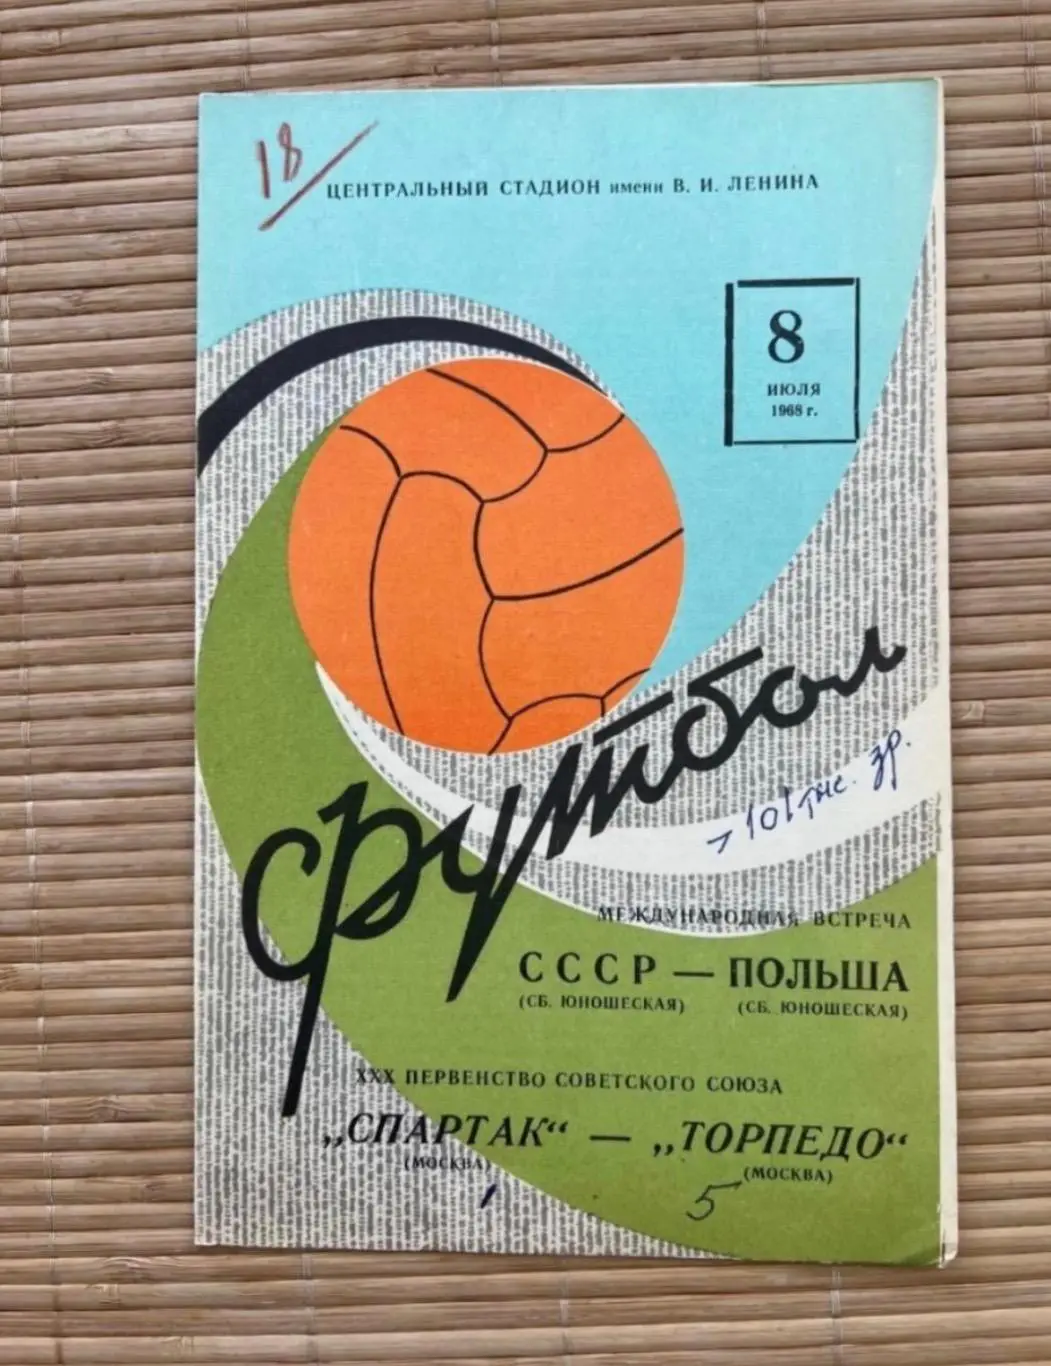 18
ЦЕНТРАЛЬНЫЙ СТАДИОН имени В. И. ЛЕНИНА
8
ИЮЛЯ
1968 г.
футбол
101 тыс. зр.
МЕЖДУНАРОДНАЯ ВСТРЕЧА
СССР — ПОЛЬША
(СБ. ЮНОШЕСКАЯ) (СБ. ЮНОШЕСКАЯ)
XXX ПЕРВЕНСТВО СОВЕТСКОГО СОЮЗА
„СПАРТАК“ — „ТОРПЕДО“
(МОСКВА) (МОСКВА)
1 5